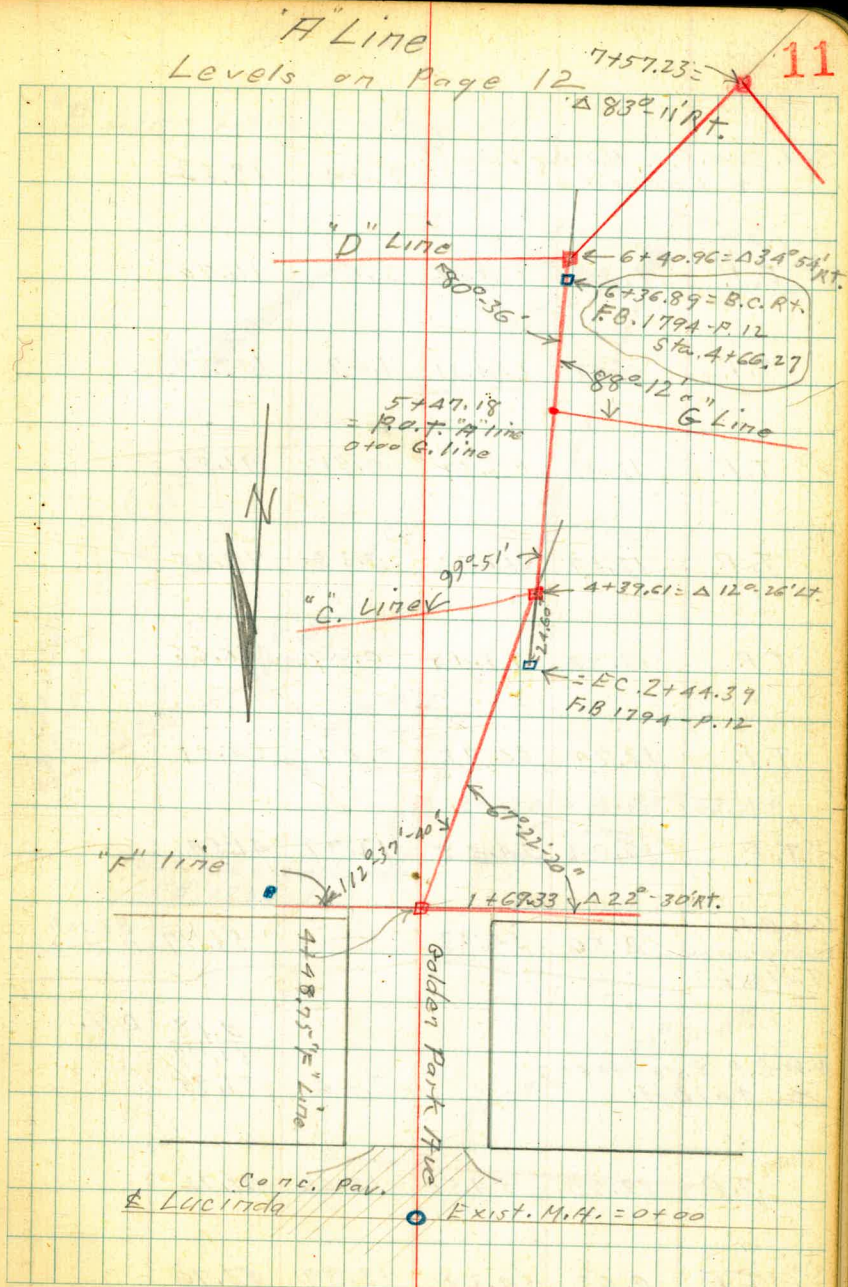 "A" Line
11
Levels on Page 12
7+57.23=
Δ 83°-11' Rt.
"D" Line
6+40.96=Δ34°54'
Rt.
80°-36'
6+36.89=B.C. Rt.
F.B. 1794-P.12
Sta. 4+66.27
88°-12'
"G" Line
5+47.18
= P.O.T. "A" line
0+00 G. line
N
99°-51'
"C" Line
4+39.61= Δ 12°-26' Lt.
24.60
= EC. 2+44.39
F.B 1794-P.12
"F" line
112°-37'-40"
67°-22'-20"
1+69.33 Δ 22°-30' Rt.
4+48.75 "F" Line
Golden Park Ave
Conc. Pav.
℄ Lucinda
Exist. M.H. = 0+00